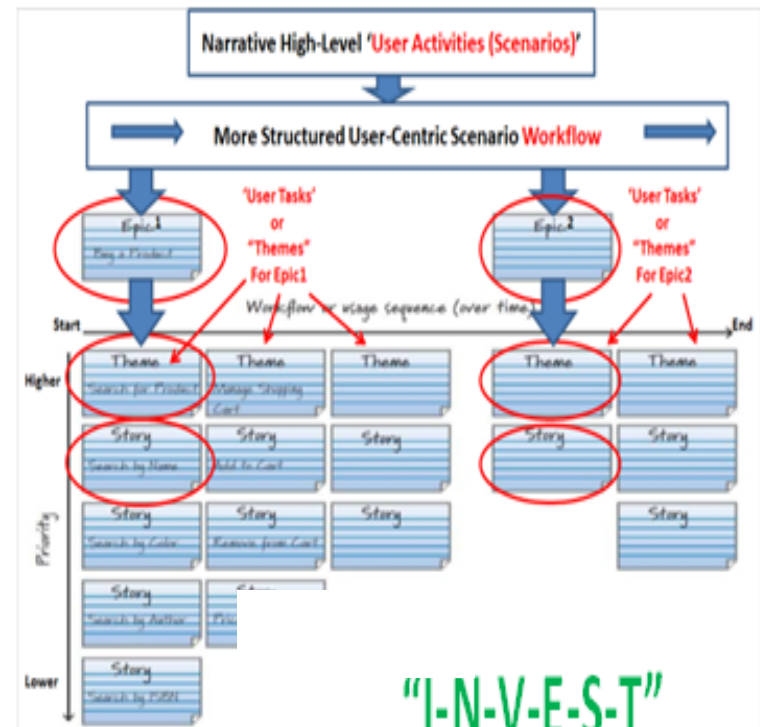 Narrative High-Level 'User Activities (Scenarios)'
More Structured User-Centric Scenario Workflow
'User Tasks'
or
"Themes"
For Epic1
'User Tasks'
or
"Themes"
For Epic2
Epic1
Buy a Product
Epic2
Workflow or usage sequence (over time)
Start
End
Higher
Priority
Lower
Theme
Search for Product
Theme
Manage Shopping
Cart
Theme
Theme
Theme
Story
Search by Name
Story
Add to Cart
Story
Story
Story
Story
Search by Color
Story
Remove from Cart
Story
Story
Story
Search by Author
Story
Search by ISBN
"I-N-V-E-S-T"